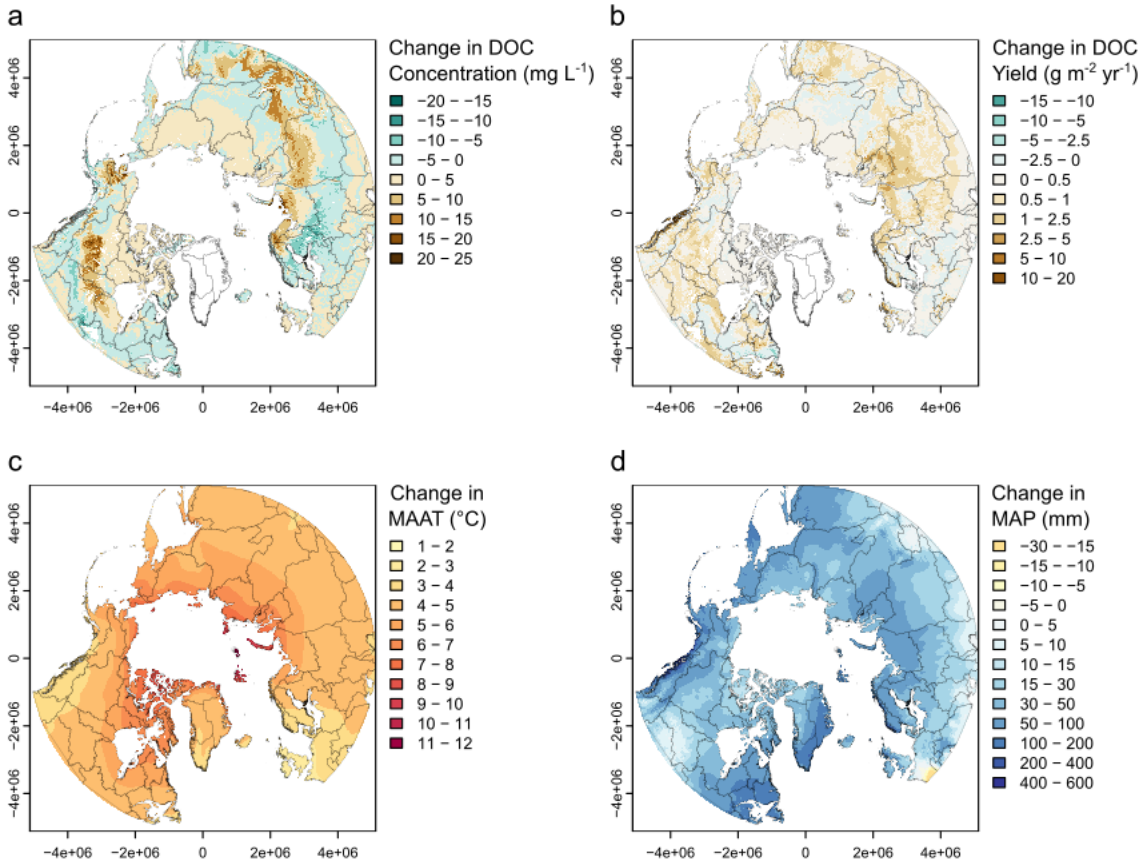 a
Change in DOC
Concentration (mg L⁻¹)
−20 − −15
−15 − −10
−10 − −5
−5 − 0
0 − 5
5 − 10
10 − 15
15 − 20
20 − 25
4e+06
2e+06
0
−2e+06
−4e+06
−4e+06 −2e+06 0 2e+06 4e+06
b
Change in DOC
Yield (g m⁻² yr⁻¹)
−15 − −10
−10 − −5
−5 − −2.5
−2.5 − 0
0 − 0.5
0.5 − 1
1 − 2.5
2.5 − 5
5 − 10
10 − 20
4e+06
2e+06
0
−2e+06
−4e+06
−4e+06 −2e+06 0 2e+06 4e+06
c
Change in
MAAT (°C)
1 − 2
2 − 3
3 − 4
4 − 5
5 − 6
6 − 7
7 − 8
8 − 9
9 − 10
10 − 11
11 − 12
4e+06
2e+06
0
−2e+06
−4e+06
−4e+06 −2e+06 0 2e+06 4e+06
d
Change in
MAP (mm)
−30 − −15
−15 − −10
−10 − −5
−5 − 0
0 − 5
5 − 10
10 − 15
15 − 30
30 − 50
50 − 100
100 − 200
200 − 400
400 − 600
4e+06
2e+06
0
−2e+06
−4e+06
−4e+06 −2e+06 0 2e+06 4e+06